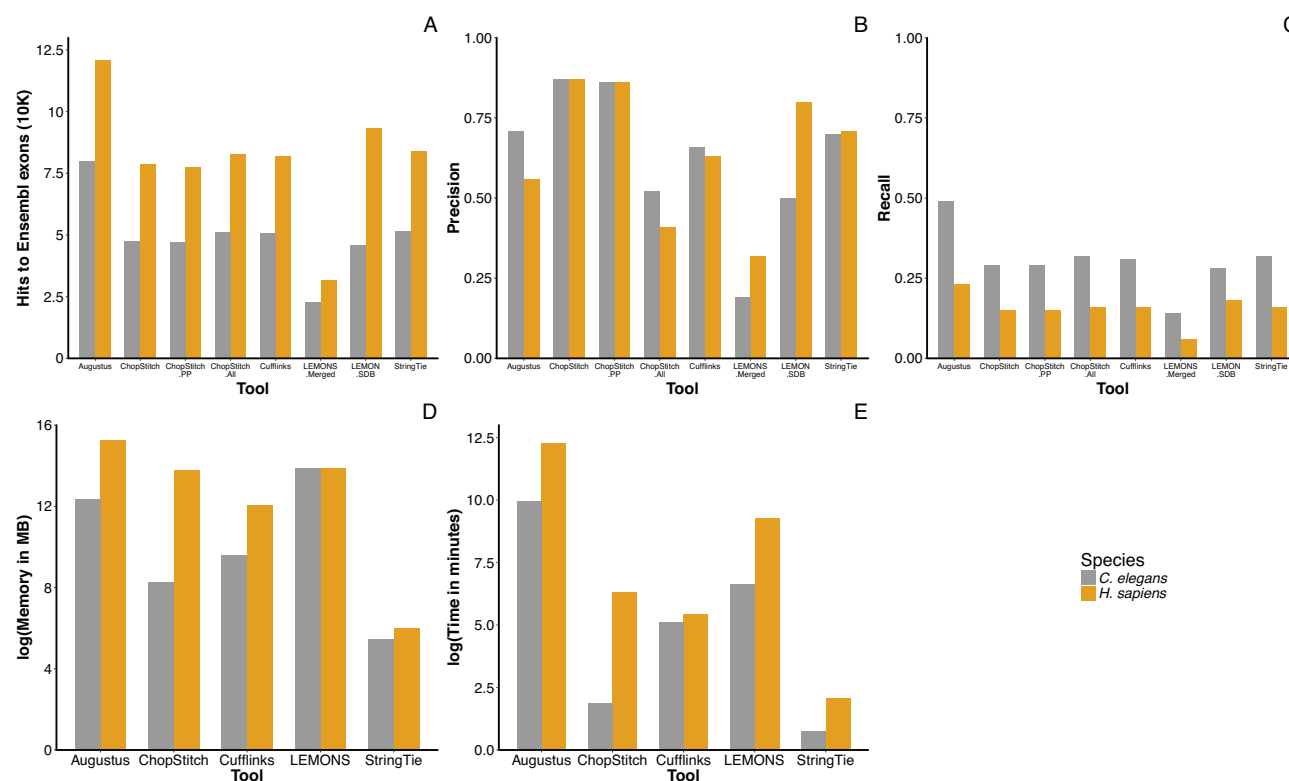 A
Hits to Ensembl exons (10K)
12.5
10
7.5
5
2.5
0
Augustus ChopStitch ChopStitch .PP ChopStitch .All Cufflinks LEMONS .Merged LEMON .SDB StringTie
Tool
B
Precision
1.00
0.75
0.50
0.25
0.00
Augustus ChopStitch ChopStitch .PP ChopStitch .All Cufflinks LEMONS .Merged LEMON .SDB StringTie
Tool
C
Recall
1.00
0.75
0.50
0.25
0.00
Augustus ChopStitch ChopStitch .PP ChopStitch .All Cufflinks LEMONS .Merged LEMON .SDB StringTie
Tool
D
log(Memory in MB)
16
12
8
4
0
Augustus ChopStitch Cufflinks LEMONS StringTie
Tool
E
log(Time in minutes)
12.5
10.0
7.5
5.0
2.5
0.0
Augustus ChopStitch Cufflinks LEMONS StringTie
Tool
Species
C. elegans
H. sapiens